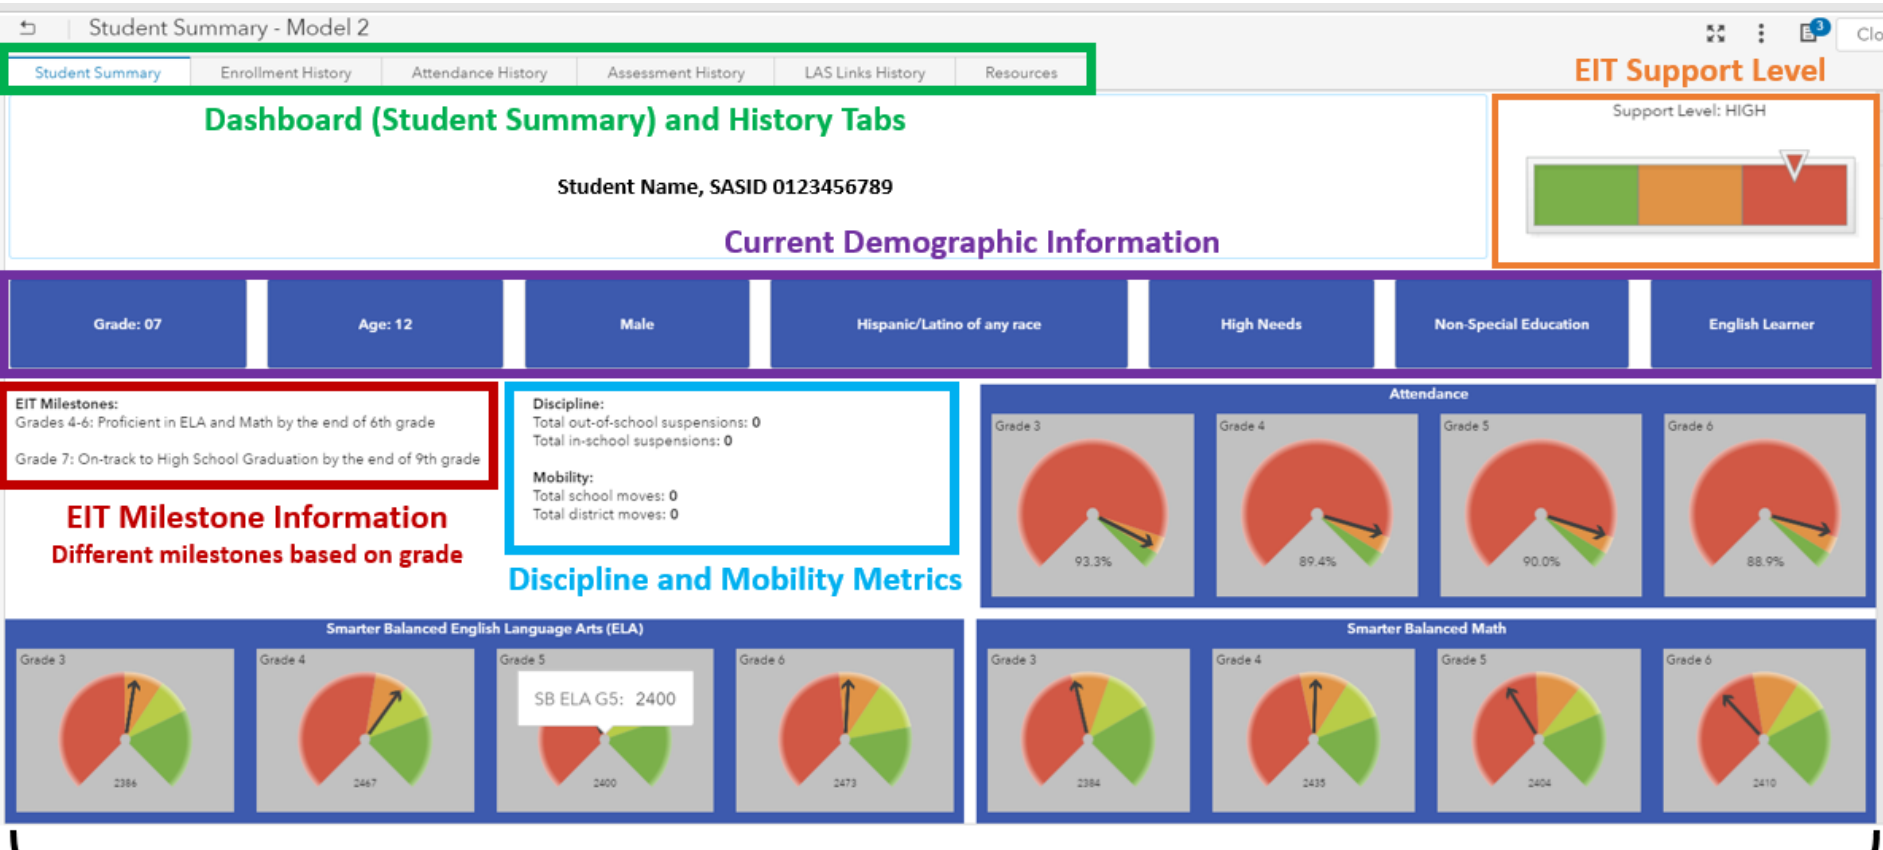 Student Summary - Model 2
3
Clo
Student Summary
Enrollment History
Attendance History
Assessment History
LAS Links History
Resources
EIT Support Level
Dashboard (Student Summary) and History Tabs
Support Level: HIGH
Student Name, SASID 0123456789
Current Demographic Information
Grade: 07
Age: 12
Male
Hispanic/Latino of any race
High Needs
Non-Special Education
English Learner
EIT Milestones:
Grades 4-6: Proficient in ELA and Math by the end of 6th grade
Grade 7: On-track to High School Graduation by the end of 9th grade
EIT Milestone Information
Different milestones based on grade
Discipline:
Total out-of-school suspensions: 0
Total in-school suspensions: 0
Mobility:
Total school moves: 0
Total district moves: 0
Discipline and Mobility Metrics
Attendance
Grade 3
93.3%
Grade 4
89.4%
Grade 5
90.0%
Grade 6
88.9%
Smarter Balanced English Language Arts (ELA)
Grade 3
2386
Grade 4
2467
Grade 5
SB ELA G5: 2400
2400
Grade 6
2473
Smarter Balanced Math
Grade 3
2384
Grade 4
2435
Grade 5
2404
Grade 6
2410